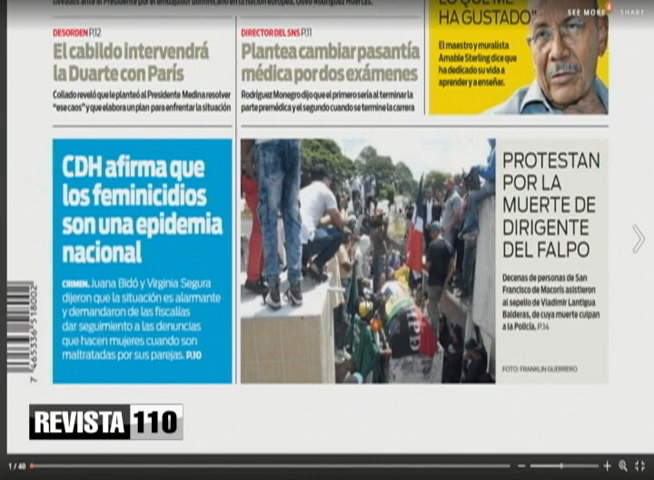 SEE MORE
SHARE
LO QUE ME
HA GUSTADO"
El maestro y muralista
Amable Sterling dice que
ha dedicado su vida a
aprender y a enseñar.
DESORDEN P.12
El cabildo intervendrá
la Duarte con París
Collado reveló que le planteó al Presidente Medina resolver
"ese caos" y que elabora un plan para enfrentar la situación
DIRECTOR DEL SNS P.11
Plantea cambiar pasantía
médica por dos exámenes
Rodríguez Monegro dijo que el primero sería al terminar la
parte premédica y el segundo cuando se termine la carrera
CDH afirma que
los feminicidios
son una epidemia
nacional
CRIMEN. Juana Bidó y Virginia Segura
dijeron que la situación es alarmante
y demandaron de las fiscalías
dar seguimiento a las denuncias
que hacen mujeres cuando son
maltratadas por sus parejas. P.10
PROTESTAN
POR LA
MUERTE DE
DIRIGENTE
DEL FALPO
Decenas de personas de San
Francisco de Macorís asistieron
al sepelio de Vladimir Lantigua
Balderas, de cuya muerte culpan
a la Policía. P.14
FOTO: FRANKLIN GUERRERO
7 465336 518002
REVISTA 110
1 / 40